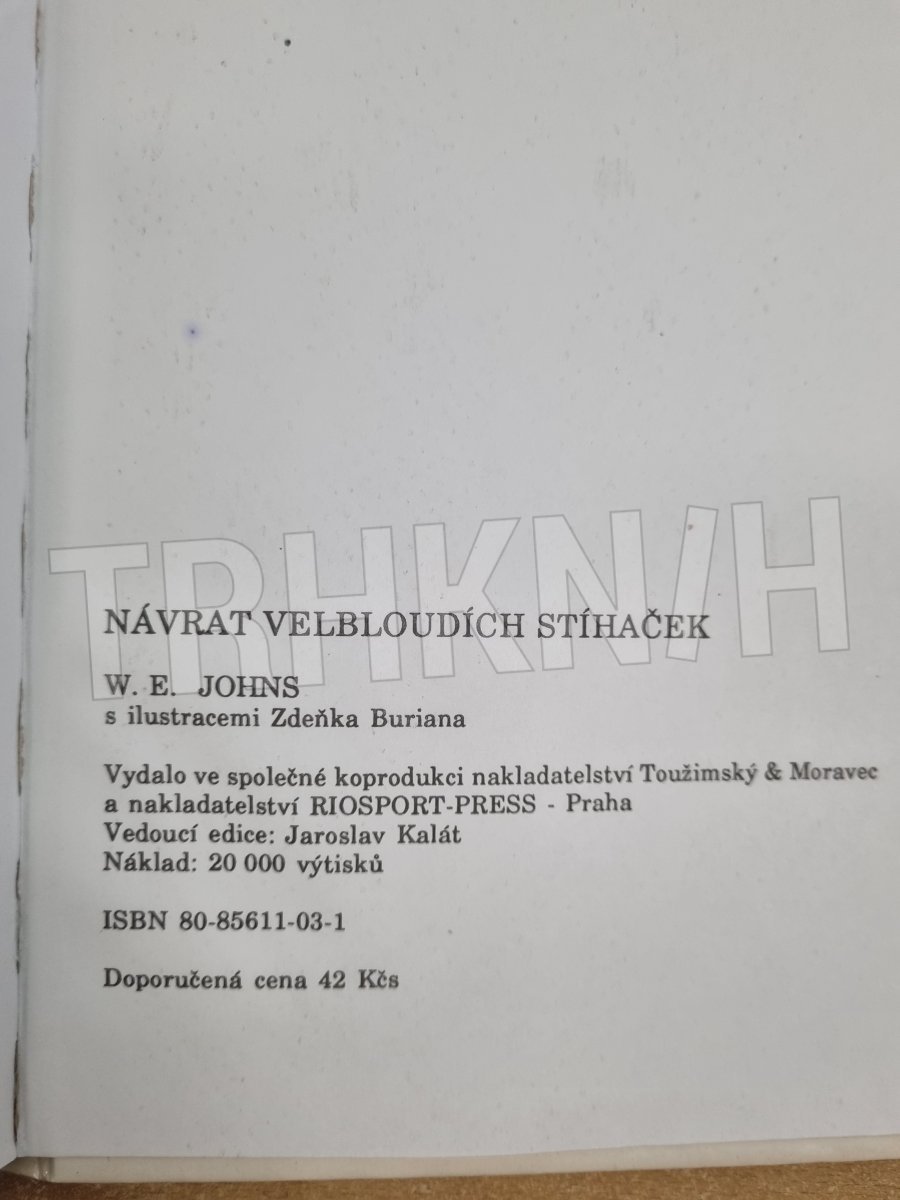 TRHKN/H
NÁVRAT VELBLOUDÍCH STÍHAČEK
W. E. JOHNS
s ilustracemi Zdeňka Buriana
Vydalo ve společné koprodukci nakladatelství Toužimský & Moravec
a nakladatelství RIOSPORT-PRESS - Praha
Vedoucí edice: Jaroslav Kalát
Náklad: 20 000 výtisků
ISBN 80-85611-03-1
Doporučená cena 42 Kčs